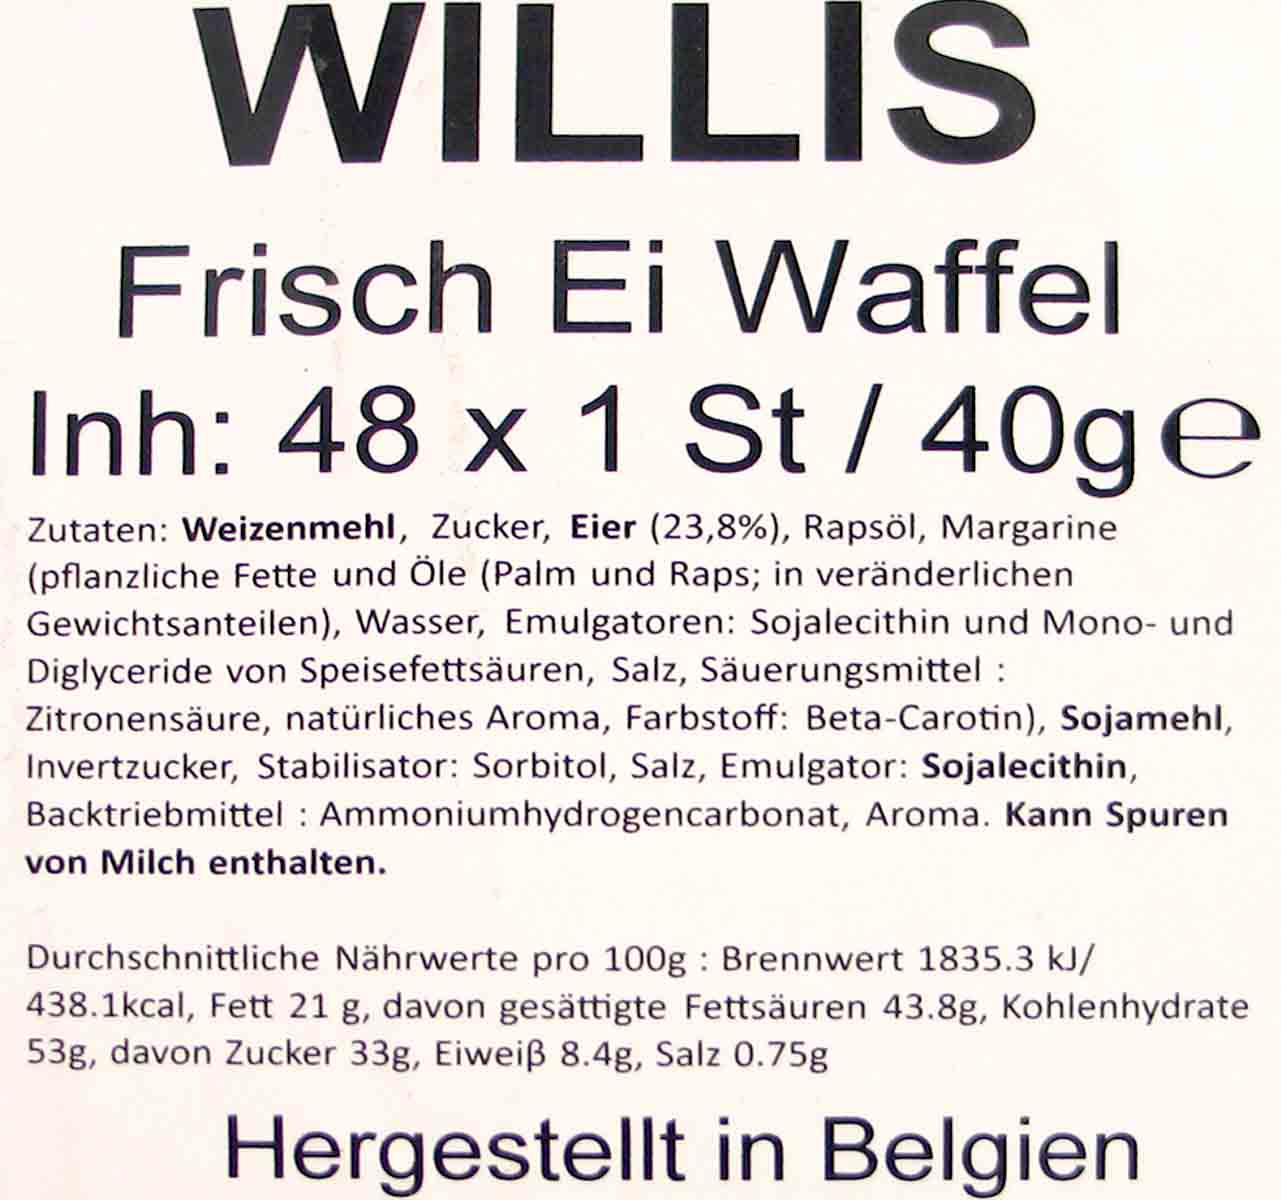 WILLIS
Frisch Ei Waffel
Inh: 48 x 1 St / 40g ℮
Zutaten: Weizenmehl, Zucker, Eier (23,8%), Rapsöl, Margarine
(pflanzliche Fette und Öle (Palm und Raps; in veränderlichen
Gewichtsanteilen), Wasser, Emulgatoren: Sojalecithin und Mono- und
Diglyceride von Speisefettsäuren, Salz, Säuerungsmittel :
Zitronensäure, natürliches Aroma, Farbstoff: Beta-Carotin), Sojamehl,
Invertzucker, Stabilisator: Sorbitol, Salz, Emulgator: Sojalecithin,
Backtriebmittel : Ammoniumhydrogencarbonat, Aroma. Kann Spuren
von Milch enthalten.
Durchschnittliche Nährwerte pro 100g : Brennwert 1835.3 kJ/
438.1kcal, Fett 21 g, davon gesättigte Fettsäuren 43.8g, Kohlenhydrate
53g, davon Zucker 33g, Eiweiβ 8.4g, Salz 0.75g
Hergestellt in Belgien